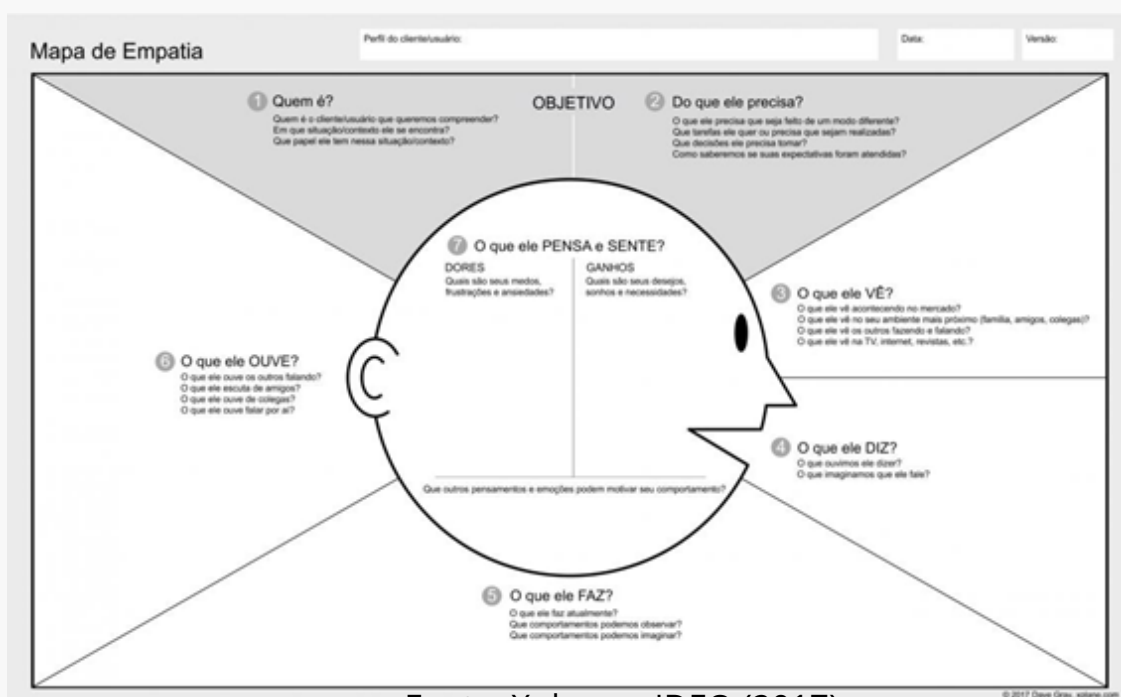 Mapa de Empatia
Perfil do cliente/usuário:
Data:
Versão:
OBJETIVO
1 Quem é?
Quem é o cliente/usuário que queremos compreender?
Em que situação/contexto ele se encontra?
Que papel ele tem nessa situação/contexto?
2 Do que ele precisa?
O que ele precisa que seja feito de um modo diferente?
Que tarefas ele quer ou precisa que sejam realizadas?
Que decisões ele precisa tomar?
Como saberemos se suas expectativas foram atendidas?
3 O que ele VÊ?
O que ele vê acontecendo no mercado?
O que ele vê no seu ambiente mais próximo (família, amigos, colegas)?
O que ele vê os outros fazendo e falando?
O que ele vê na TV, internet, revistas, etc.?
4 O que ele DIZ?
O que ouvimos ele dizer?
O que imaginamos que ele fale?
5 O que ele FAZ?
O que ele faz atualmente?
Que comportamentos podemos observar?
Que comportamentos podemos imaginar?
6 O que ele OUVE?
O que ele ouve os outros falando?
O que ele escuta de amigos?
O que ele ouve de colegas?
O que ele ouve falar por aí?
7 O que ele PENSA e SENTE?
DORES
Quais são seus medos,
frustrações e ansiedades?
GANHOS
Quais são seus desejos,
sonhos e necessidades?
Que outros pensamentos e emoções podem motivar seu comportamento?
© 2017 Dave Gray, xplane.com
(2017)